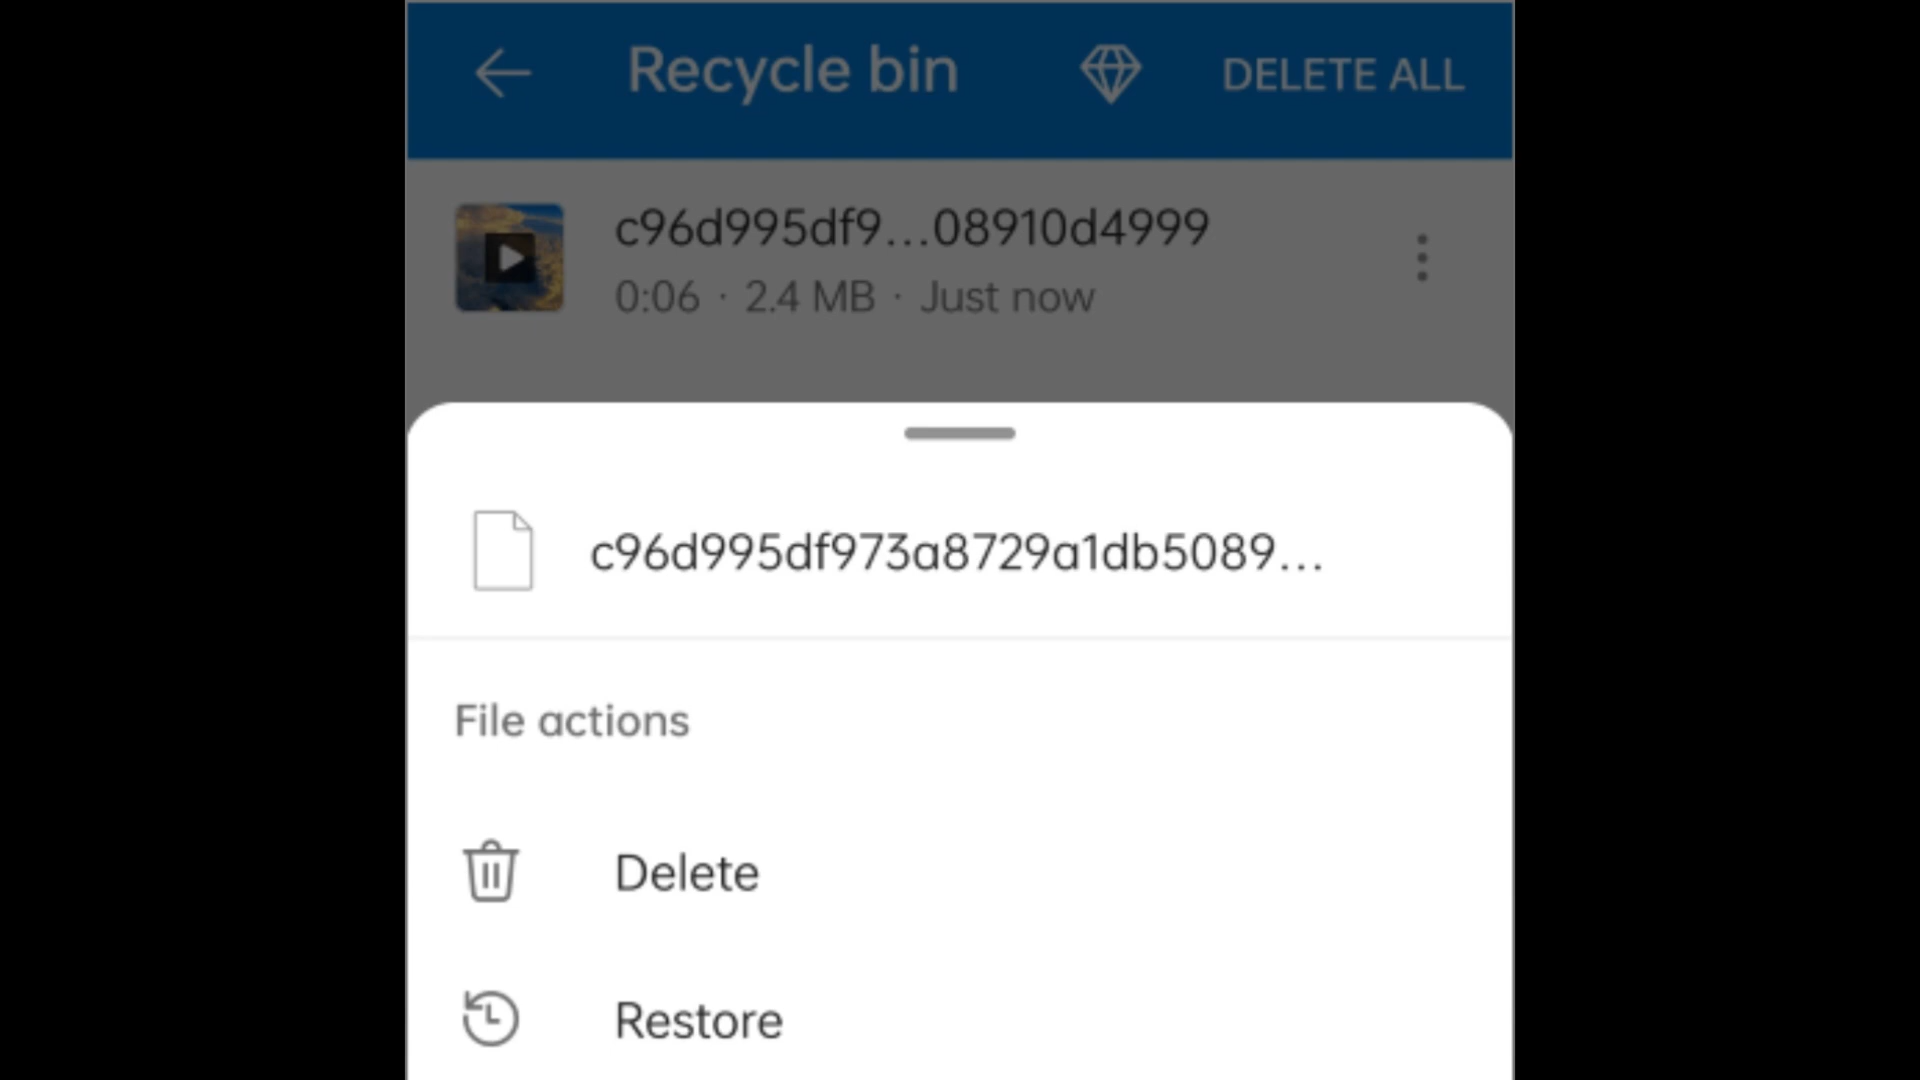 Recycle bin DELETE ALL
c96d995df9...08910d4999
0:06 · 2.4 MB · Just now
c96d995df973a8729a1db5089...
File actions
Delete
Restore